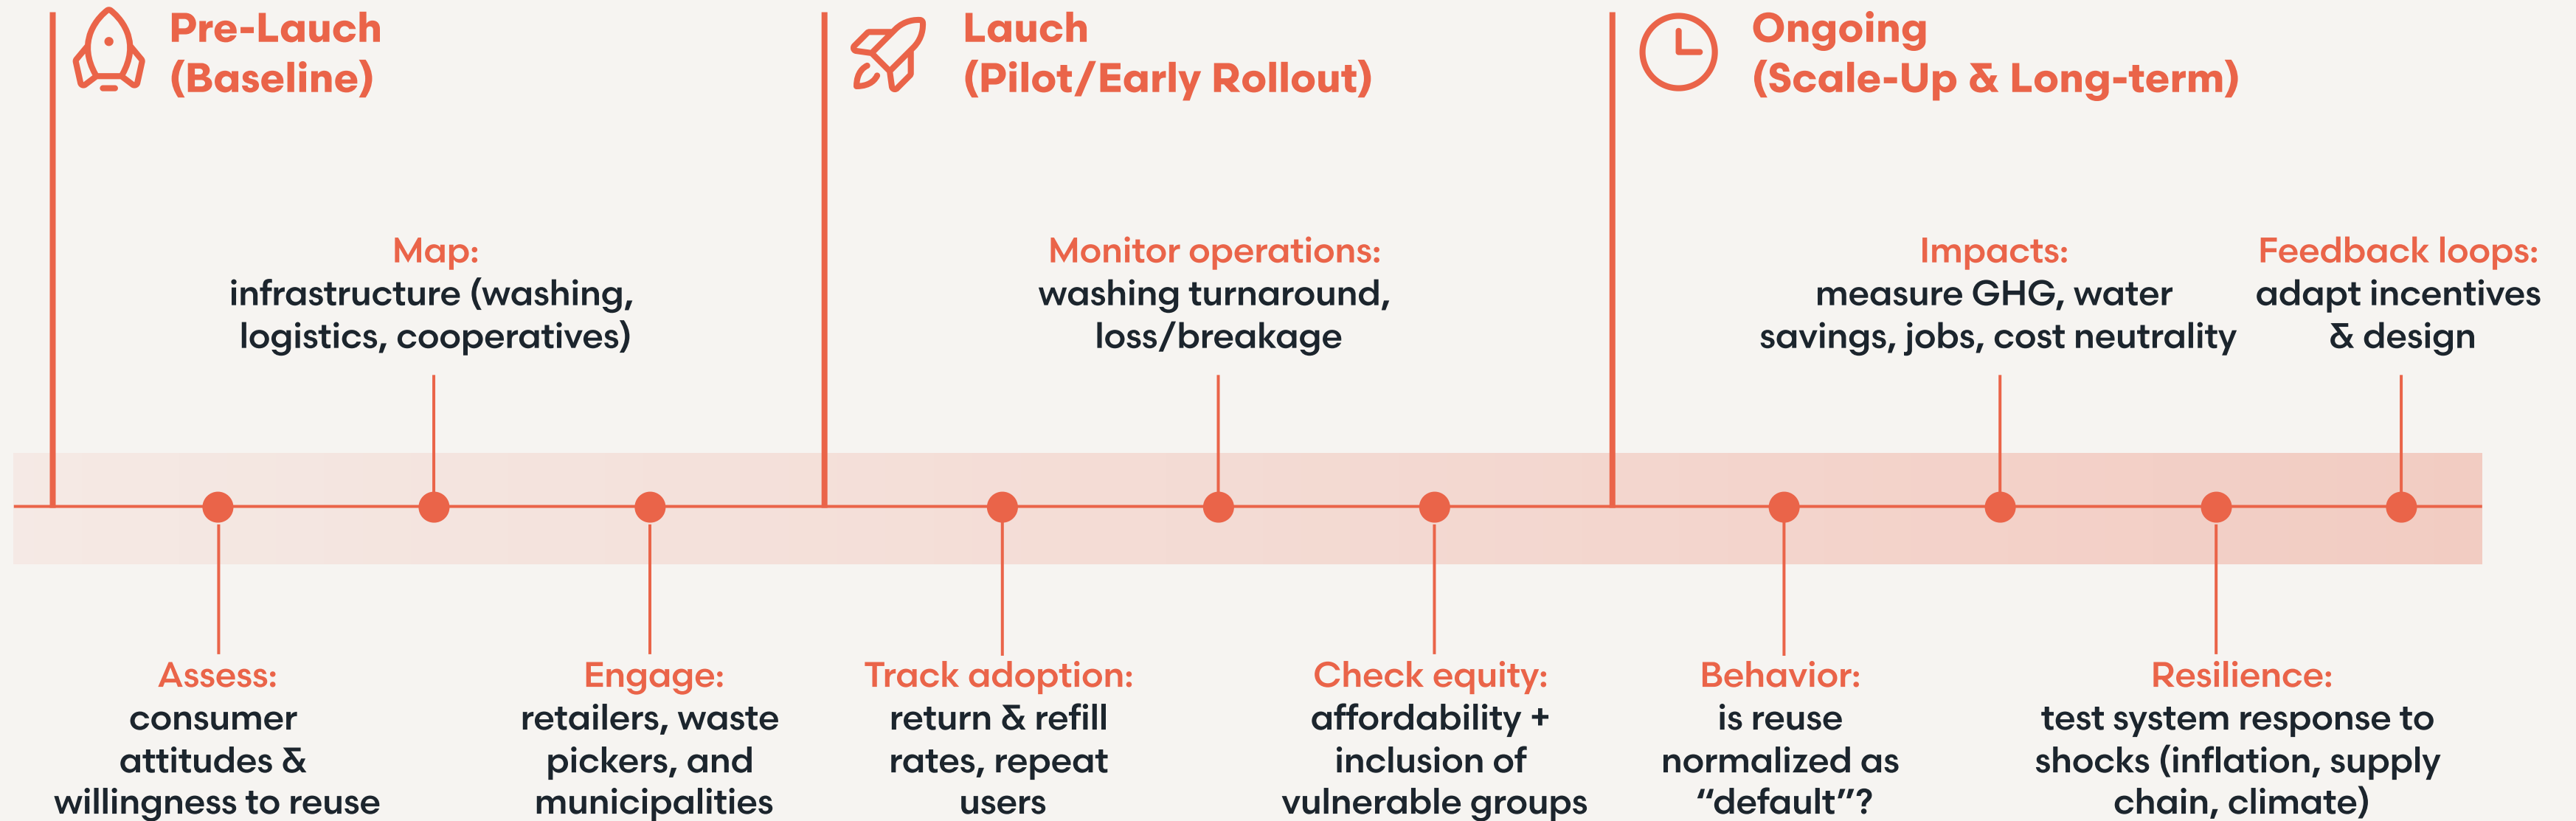 Pre-Lauch
(Baseline)
Lauch
(Pilot/Early Rollout)
Ongoing
(Scale-Up & Long-term)
Map:
infrastructure (washing,
logistics, cooperatives)
Monitor operations:
washing turnaround,
loss/breakage
Impacts:
measure GHG, water
savings, jobs, cost neutrality
Feedback loops:
adapt incentives
& design
Assess:
consumer
attitudes &
willingness to reuse
Engage:
retailers, waste
pickers, and
municipalities
Track adoption:
return & refill
rates, repeat
users
Check equity:
affordability +
inclusion of
vulnerable groups
Behavior:
is reuse
normalized as
“default”?
Resilience:
test system response to
shocks (inflation, supply
chain, climate)